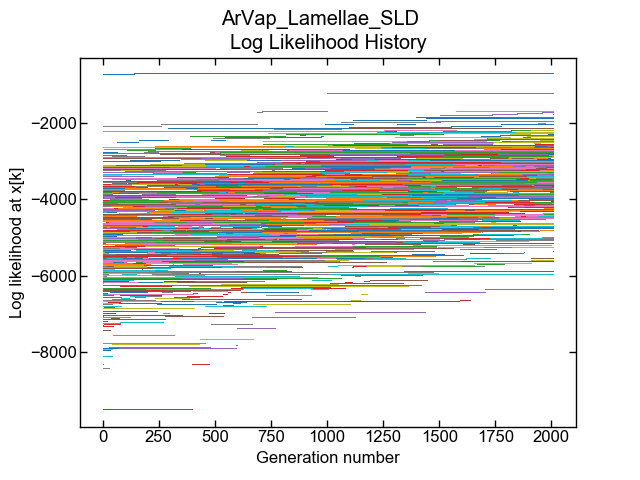 ArVap_Lamellae_SLD
Log Likelihood History
Log likelihood at x[k]
−2000
−4000
−6000
−8000
0 250 500 750 1000 1250 1500 1750 2000
Generation number